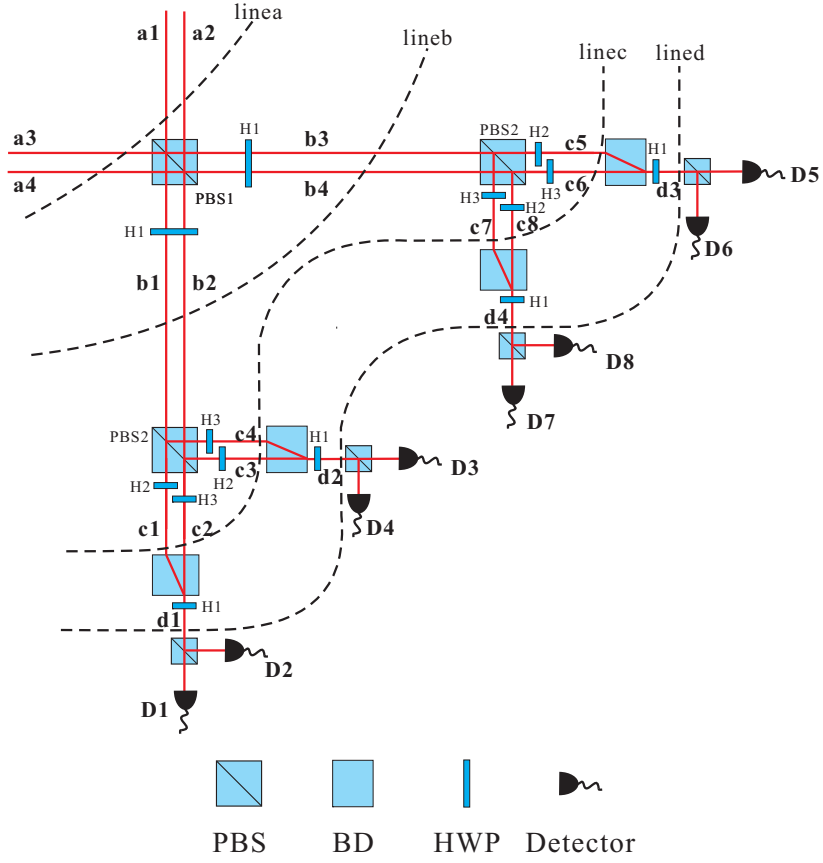 a1 a2 linea lineb linec lined
a3 H1 b3 PBS2 H2 c5 H1
a4 PBS1 b4 H3 c6 d3 D5
H1 H3 H2 D6
c7 c8
b1 b2 H1
d4
D8
D7
PBS2 H3 c4 H1
c3 d2 D3
H2 H2
H3 D4
c1 c2
H1
d1
D2
D1
PBS BD HWP Detector